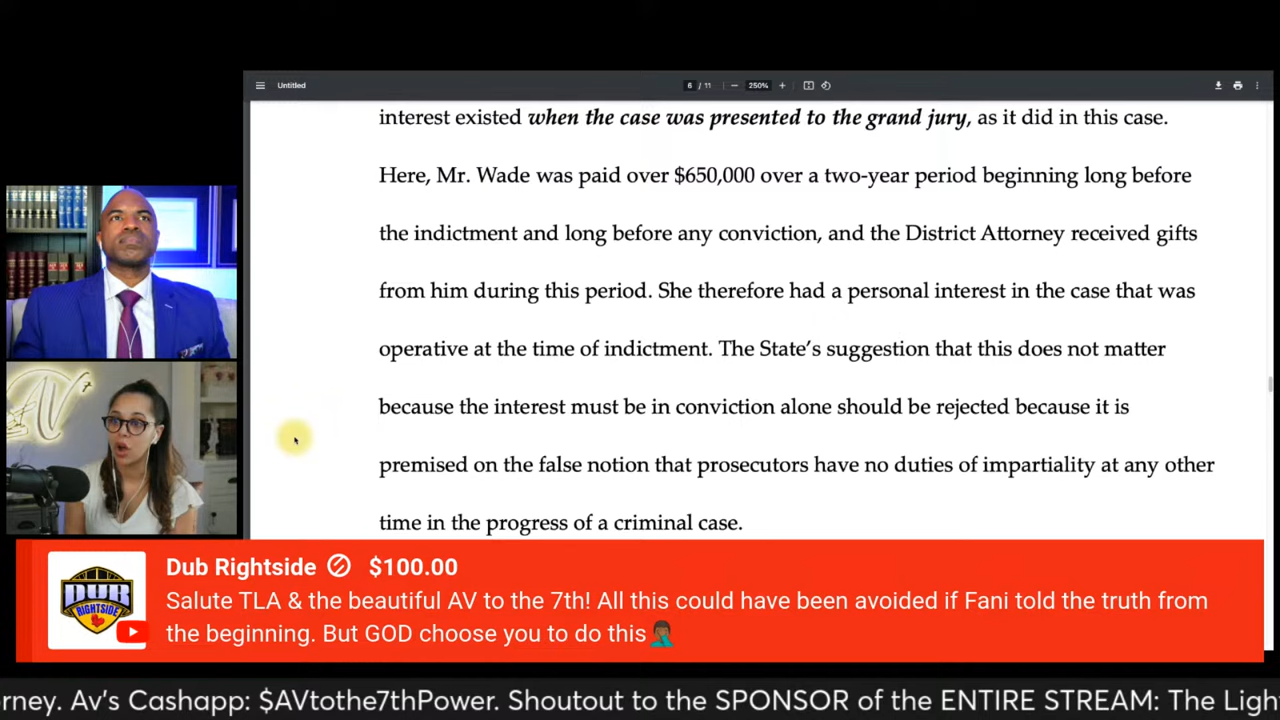 Untitled
6 / 11
250%
interest existed when the case was presented to the grand jury, as it did in this case.
Here, Mr. Wade was paid over $650,000 over a two-year period beginning long before
the indictment and long before any conviction, and the District Attorney received gifts
from him during this period. She therefore had a personal interest in the case that was
operative at the time of indictment. The State’s suggestion that this does not matter
because the interest must be in conviction alone should be rejected because it is
premised on the false notion that prosecutors have no duties of impartiality at any other
time in the progress of a criminal case.
AV7
DUB
RIGHTSIDE
Dub Rightside $100.00
Salute TLA & the beautiful AV to the 7th! All this could have been avoided if Fani told the truth from
the beginning. But GOD choose you to do this🤦🏾‍♂️
rney. Av's Cashapp: $AVtothe7thPower. Shoutout to the SPONSOR of the ENTIRE STREAM: The Ligh